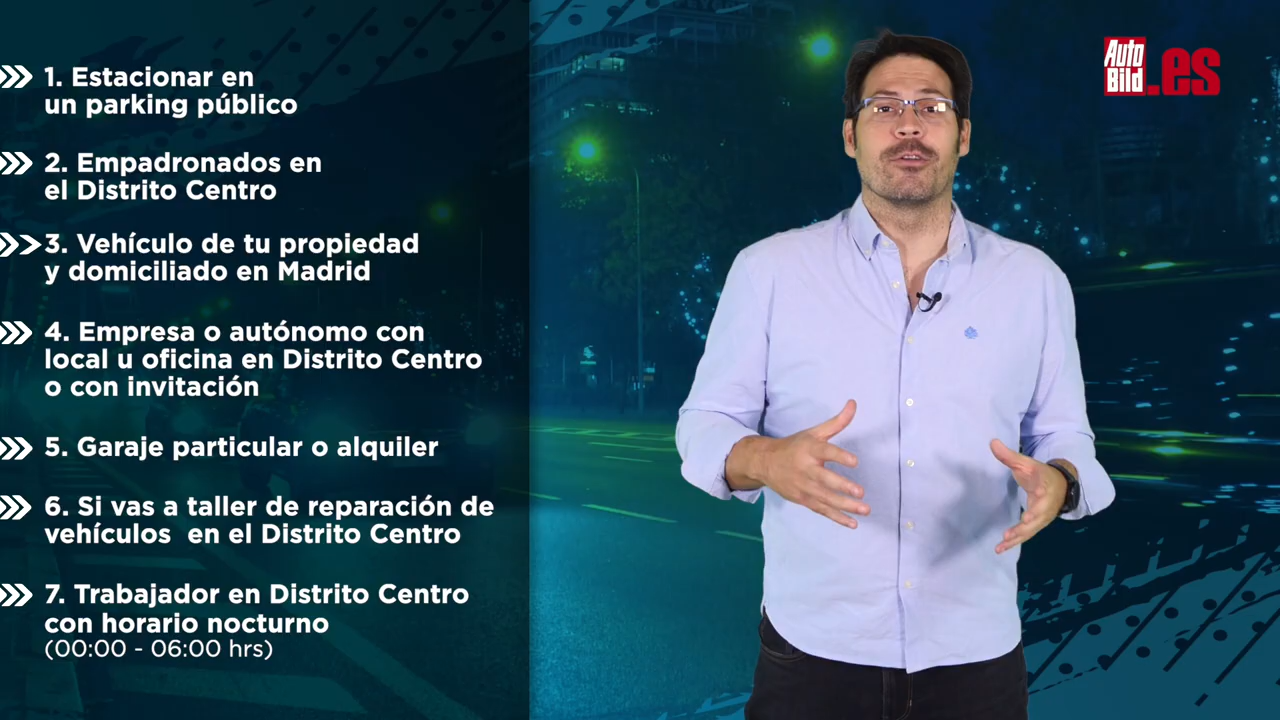 1. Estacionar en
un parking público
2. Empadronados en
el Distrito Centro
3. Vehículo de tu propiedad
y domiciliado en Madrid
4. Empresa o autónomo con
local u oficina en Distrito Centro
o con invitación
5. Garaje particular o alquiler
6. Si vas a taller de reparación de
vehículos  en el Distrito Centro
7. Trabajador en Distrito Centro
con horario nocturno
(00:00 - 06:00 hrs)
Auto
Bild.es